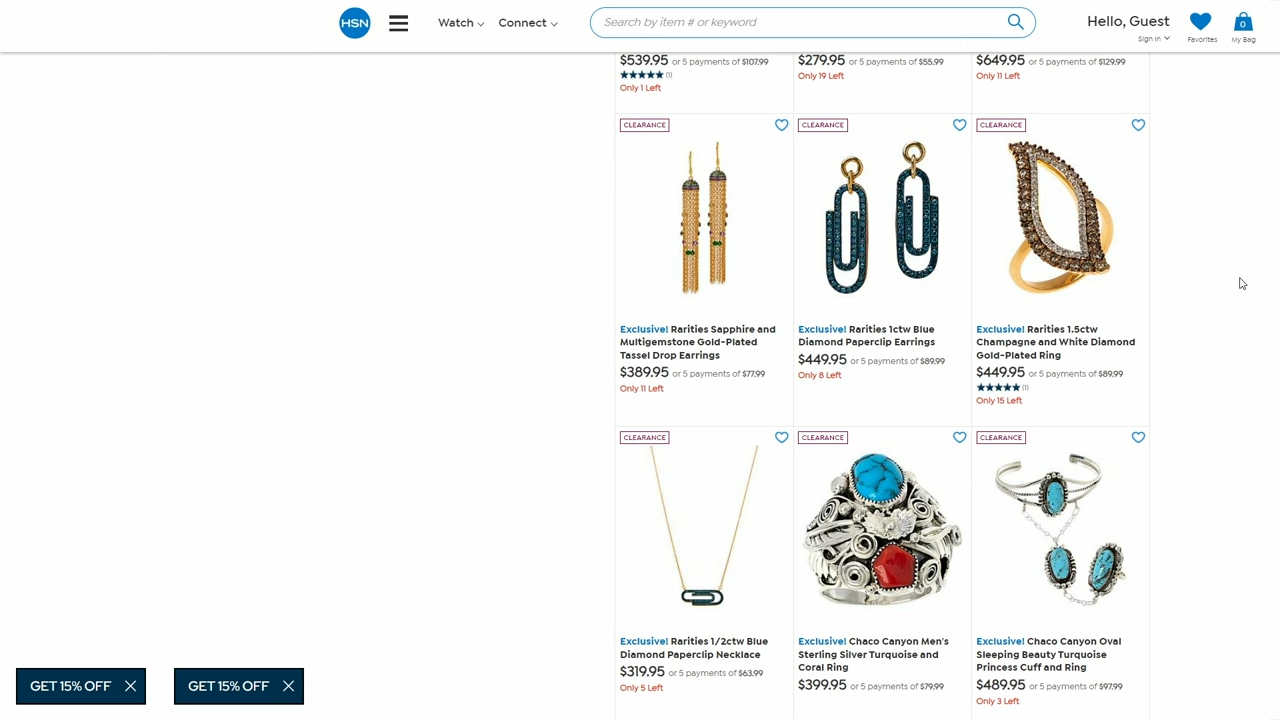 HSN
Watch
Connect
Search by item # or keyword
Hello, Guest
Sign in
Favorites
0
My Bag
$539.95 or 5 payments of $107.99
(1)
Only 1 Left
$279.95 or 5 payments of $55.99
Only 19 Left
$649.95 or 5 payments of $129.99
Only 11 Left
CLEARANCE
Exclusive! Rarities Sapphire and
Multigemstone Gold-Plated
Tassel Drop Earrings
$389.95 or 5 payments of $77.99
Only 11 Left
CLEARANCE
Exclusive! Rarities 1ctw Blue
Diamond Paperclip Earrings
$449.95 or 5 payments of $89.99
Only 8 Left
CLEARANCE
Exclusive! Rarities 1.5ctw
Champagne and White Diamond
Gold-Plated Ring
$449.95 or 5 payments of $89.99
(1)
Only 15 Left
CLEARANCE
Exclusive! Rarities 1/2ctw Blue
Diamond Paperclip Necklace
$319.95 or 5 payments of $63.99
Only 5 Left
CLEARANCE
Exclusive! Chaco Canyon Men's
Sterling Silver Turquoise and
Coral Ring
$399.95 or 5 payments of $79.99
CLEARANCE
Exclusive! Chaco Canyon Oval
Sleeping Beauty Turquoise
Princess Cuff and Ring
$489.95 or 5 payments of $97.99
Only 3 Left
GET 15% OFF
GET 15% OFF